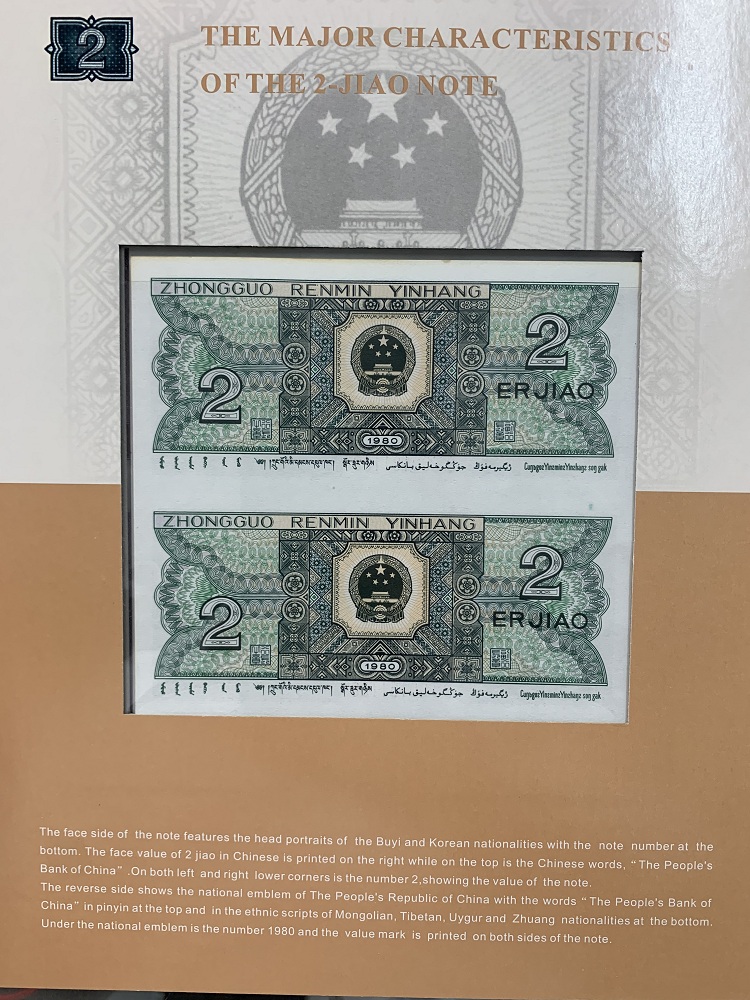 2
THE MAJOR CHARACTERISTICS
OF THE 2-JIAO NOTE
ZHONGGUO RENMIN YINHANG
2
ERJIAO
2
1980
جۇڭگوخەلق بانكىسى
ZHONGGUO RENMIN YINHANG
2
ERJIAO
2
1980
جۇڭگوخەلق بانكىسى
The face side of the note features the head portraits of the Buyi and Korean nationalities with the note number at the
bottom. The face value of 2 jiao in Chinese is printed on the right while on the top is the Chinese words, “The People's
Bank of China” .On both left and right lower corners is the number 2,showing the value of the note.
The reverse side shows the national emblem of The People's Republic of China with the words “The People's Bank of
China” in pinyin at the top and in the ethnic scripts of Mongolian, Tibetan, Uygur and Zhuang nationalities at the bottom.
Under the national emblem is the number 1980 and the value mark is printed on both sides of the note.